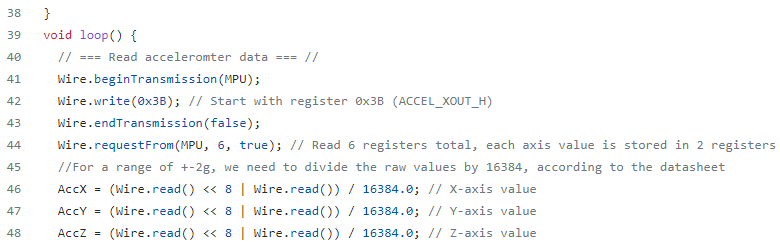 38 }
39 void loop() {
40 // === Read acceleromter data === //
41 Wire.beginTransmission(MPU);
42 Wire.write(0x3B); // Start with register 0x3B (ACCEL_XOUT_H)
43 Wire.endTransmission(false);
44 Wire.requestFrom(MPU, 6, true); // Read 6 registers total, each axis value is stored in 2 registers
45 //For a range of +-2g, we need to divide the raw values by 16384, according to the datasheet
46 AccX = (Wire.read() << 8 | Wire.read()) / 16384.0; // X-axis value
47 AccY = (Wire.read() << 8 | Wire.read()) / 16384.0; // Y-axis value
48 AccZ = (Wire.read() << 8 | Wire.read()) / 16384.0; // Z-axis value